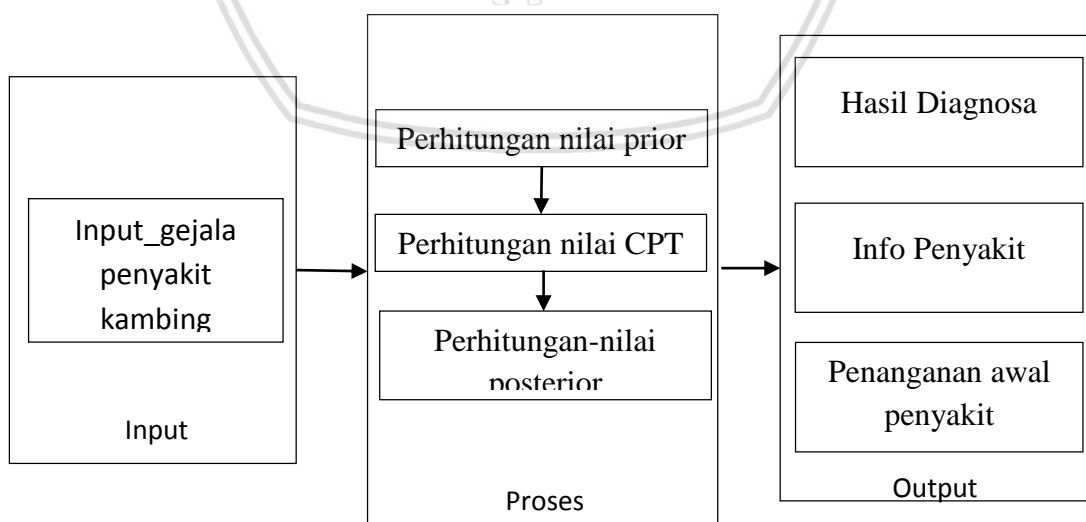 Input_gejala
penyakit
kambing
Input
Perhitungan nilai prior
Perhitungan nilai CPT
Perhitungan-nilai
posterior
Proses
Hasil Diagnosa
Info Penyakit
Penanganan awal
penyakit
Output